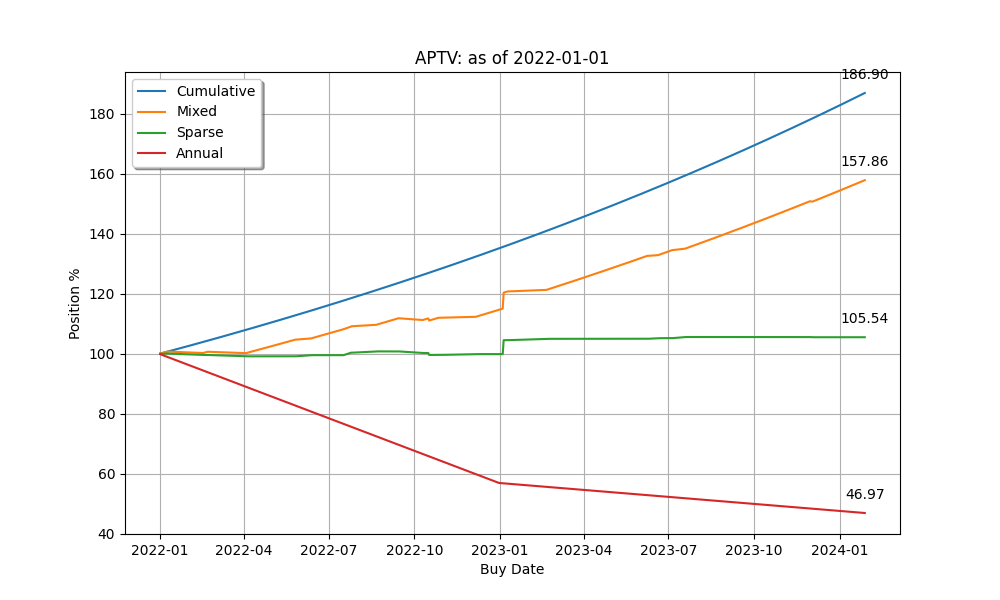 APTV: as of 2022-01-01
186.90
Cumulative
Mixed
Sparse
Annual
157.86
105.54
46.97
180
160
140
120
100
80
60
40
Position %
2022-01 2022-04 2022-07 2022-10 2023-01 2023-04 2023-07 2023-10 2024-01
Buy Date